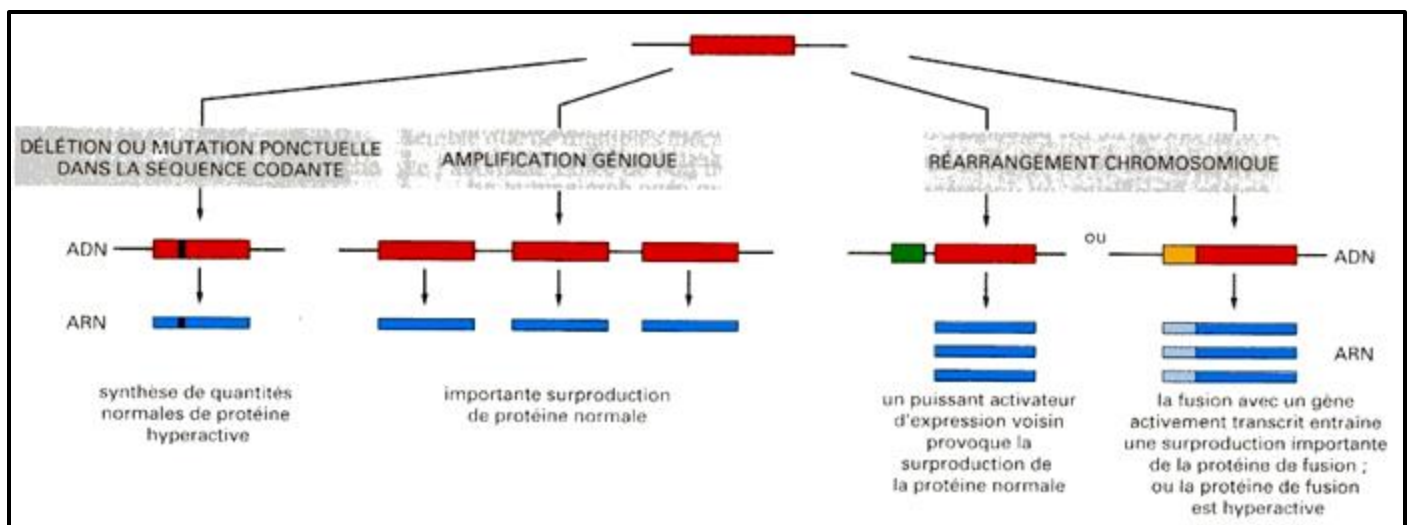 DÉLÉTION OU MUTATION PONCTUELLE
DANS LA SÉQUENCE CODANTE
AMPLIFICATION GÉNIQUE
RÉARRANGEMENT CHROMOSOMIQUE
ADN
ou
ADN
ARN
ARN
synthèse de quantités
normales de protéine
hyperactive
importante surproduction
de protéine normale
un puissant activateur
d'expression voisin
provoque la
surproduction de
la protéine normale
la fusion avec un gène
activement transcrit entraîne
une surproduction importante
de la protéine de fusion ;
ou la protéine de fusion
est hyperactive